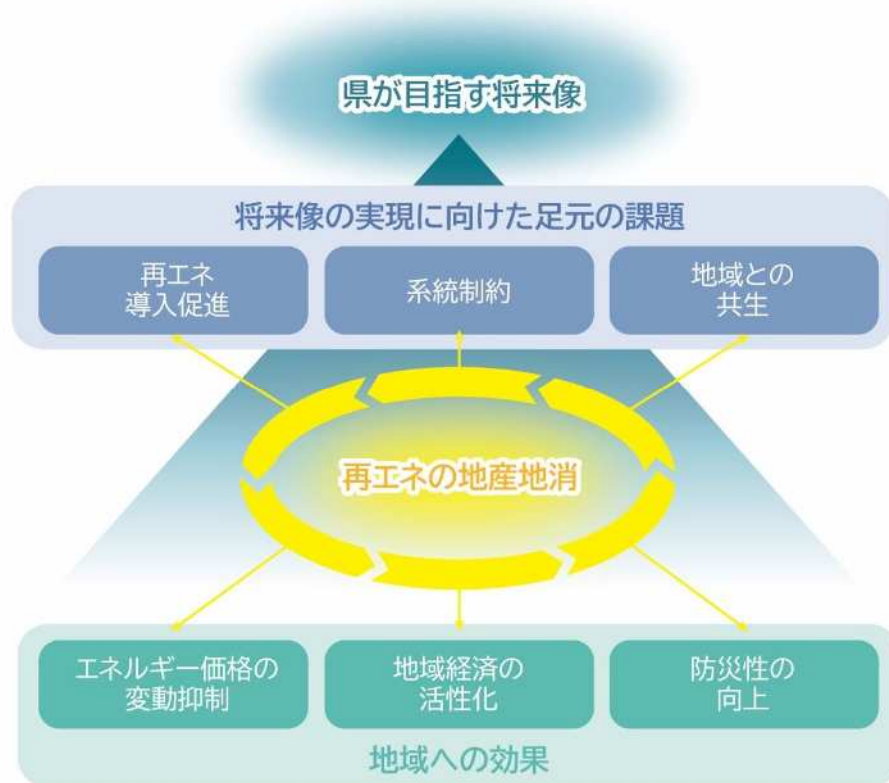 県が目指す将来像
将来像の実現に向けた足元の課題
再エネ
導入促進
系統制約
地域との
共生
再エネの地産地消
エネルギー価格の
変動抑制
地域経済の
活性化
防災性の
向上
地域への効果